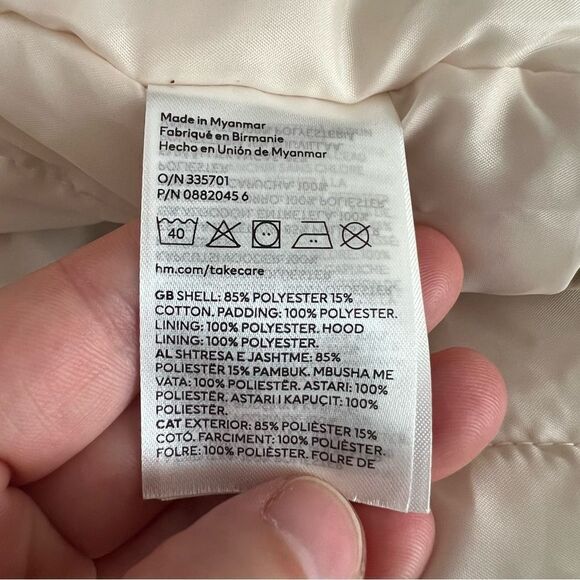 Made in Myanmar
Fabriqué en Birmanie
Hecho en Unión de Myanmar
O/N 335701
P/N 0882045 6
40
hm.com/takecare
GB SHELL: 85% POLYESTER 15%
COTTON. PADDING: 100% POLYESTER.
LINING: 100% POLYESTER. HOOD
LINING: 100% POLYESTER.
AL SHTRESA E JASHTME: 85%
POLIESTËR 15% PAMBUK. MBUSHA ME
VATA: 100% POLIESTËR. ASTARI: 100%
POLIESTËR. ASTARI I KAPUÇIT: 100%
POLIESTËR.
CAT EXTERIOR: 85% POLIÈSTER 15%
COTÓ. FARCIMENT: 100% POLIÈSTER.
FOLRE: 100% POLIÈSTER. FOLRE DE